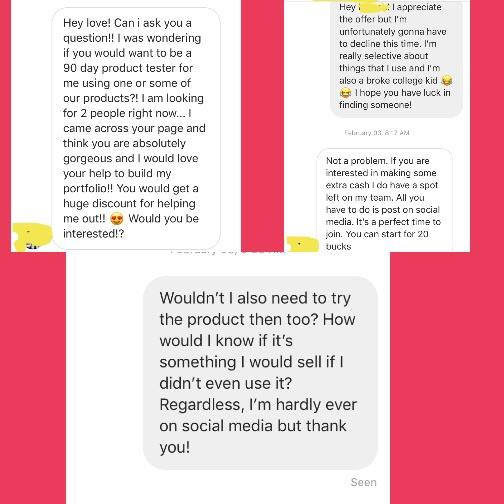 Hey love! Can i ask you a
question!! I was wondering
if you would want to be a
90 day product tester for
me using one or some of
our products?! I am looking
for 2 people right now... I
came across your page and
think you are absolutely
gorgeous and I would love
your help to build my
portfolio!! You would get a
huge discount for helping
me out!! 😍 Would you be
interested!?
Hey I appreciate
the offer but I'm
unfortunately gonna have
to decline this time. I'm
really selective about
things that I use and I'm
also a broke college kid 😂
😂 I hope you have luck in
finding someone!
February 03, 8:17 AM
Not a problem. If you are
interested in making some
extra cash I do have a spot
left on my team. All you
have to do is post on social
media. It's a perfect time to
join. You can start for 20
bucks
Wouldn't I also need to try
the product then too? How
would I know if it's
something I would sell if I
didn't even use it?
Regardless, I'm hardly ever
on social media but thank
you!
Seen